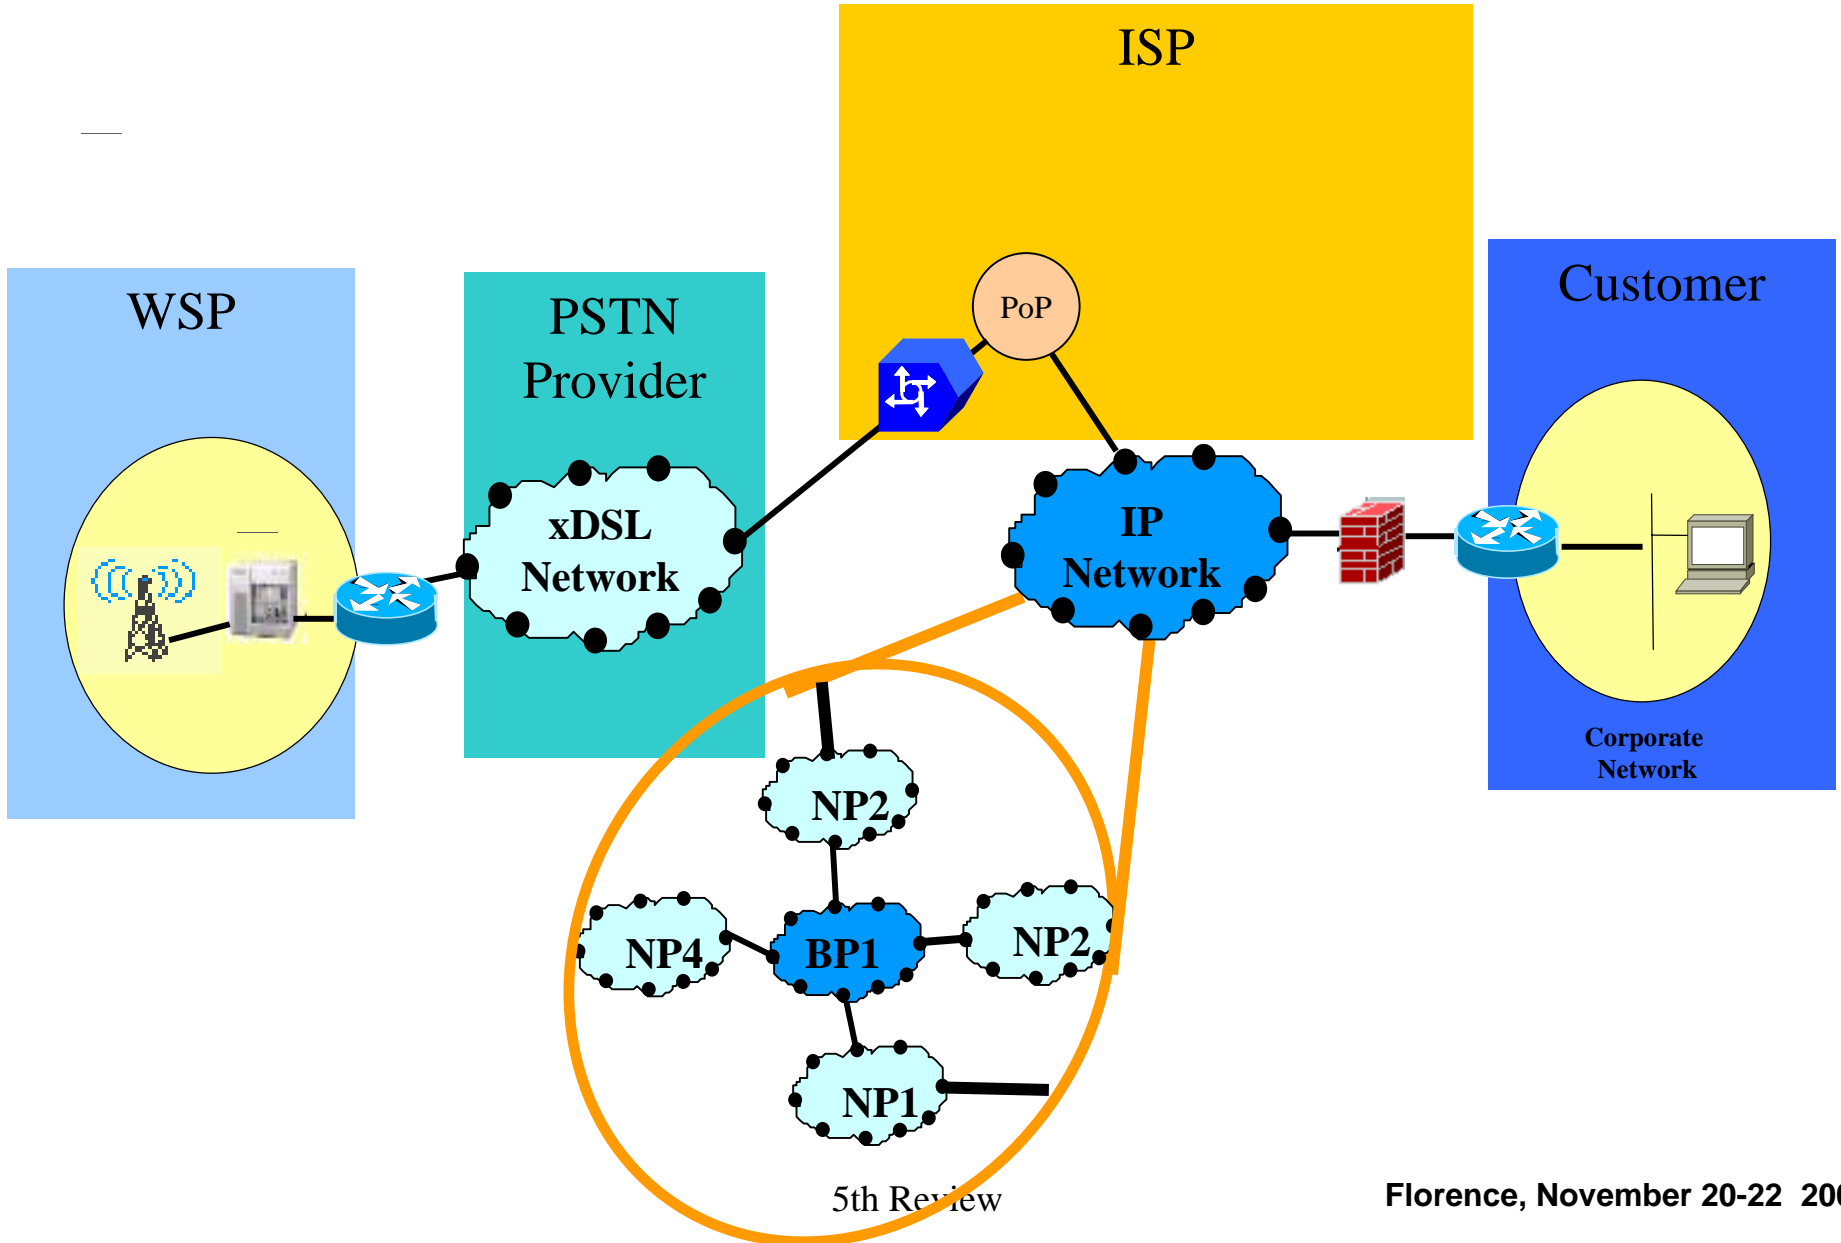 ISP
WSP
PSTN
Provider
PoP
Customer
xDSL
Network
IP
Network
Corporate
Network
NP2
NP4
BP1
NP2
NP1
5th Review
Florence, November 20-22